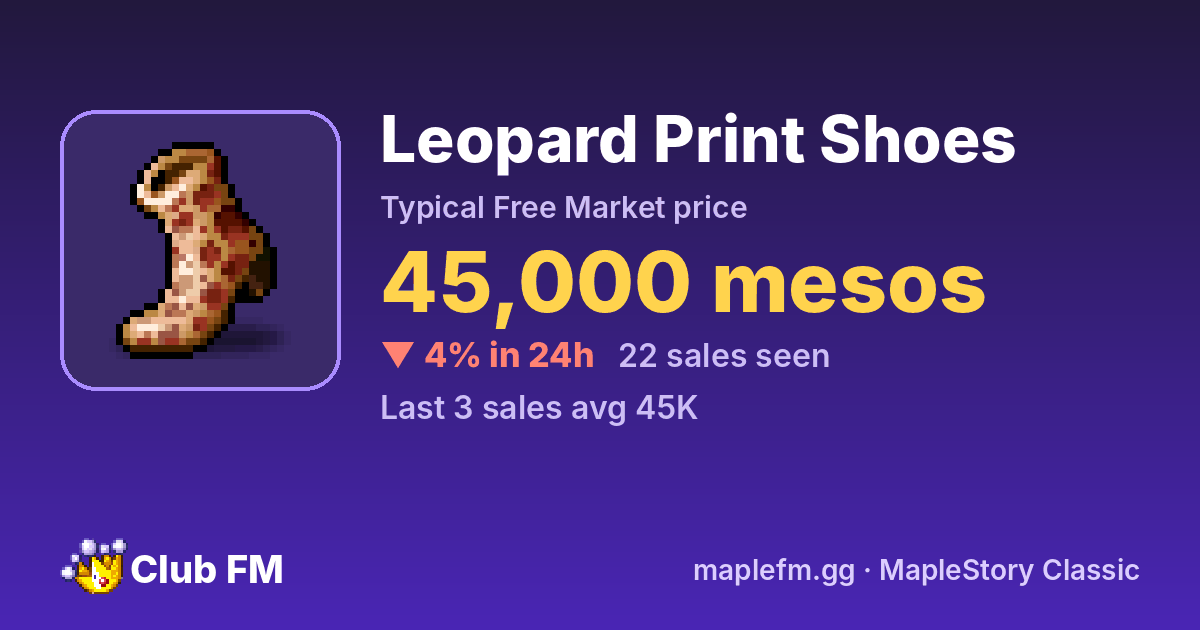 Leopard Print Shoes
Typical Free Market price
45,000 mesos
▼ 4% in 24h 22 sales seen
Last 3 sales avg 45K
Club FM
maplefm.gg · MapleStory Classic